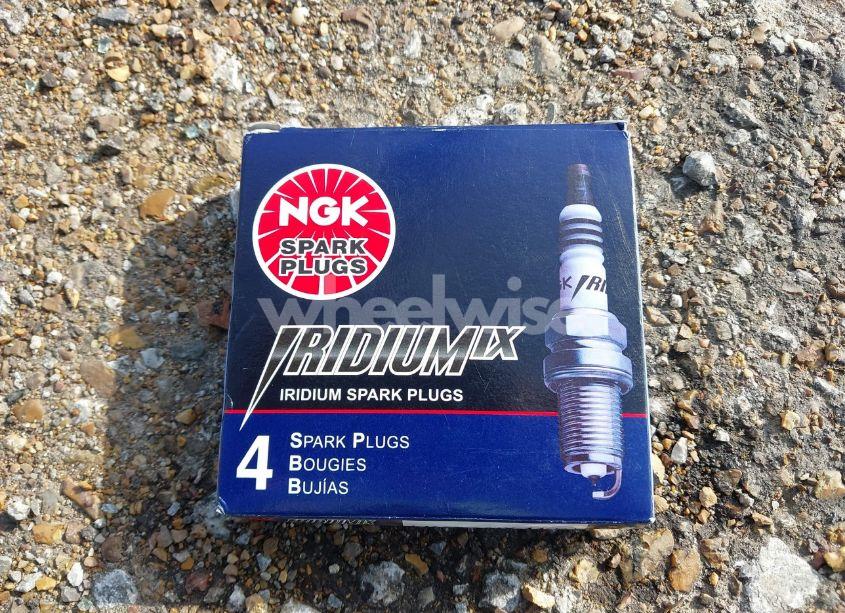 NGK
SPARK
PLUGS
wheelwise
IRIDIUM IX
IRIDIUM SPARK PLUGS
4
SPARK PLUGS
BOUGIES
BUJÍAS